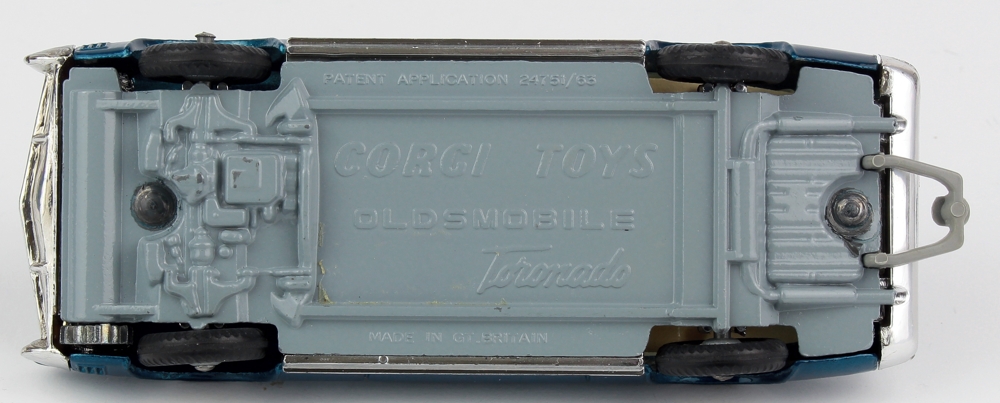 PATENT APPLICATION 24751/65
CORGI TOYS
OLDSMOBILE
Toronado
MADE IN GT. BRITAIN